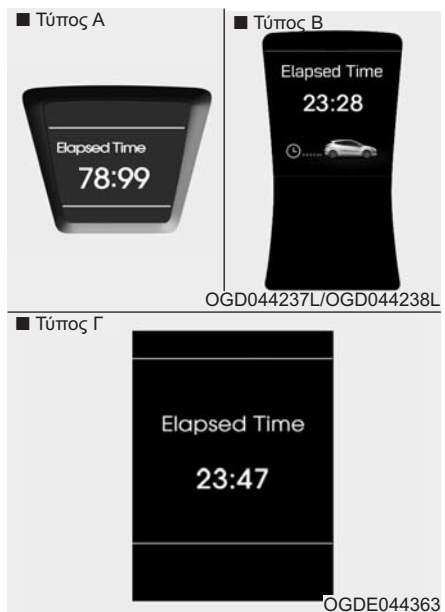 ■ Τύπος A
Elapsed Time
78:99
■ Τύπος B
Elapsed Time
23:28
OGD044237L/OGD044238L
■ Τύπος Γ
Elapsed Time
23:47
OGDE044363